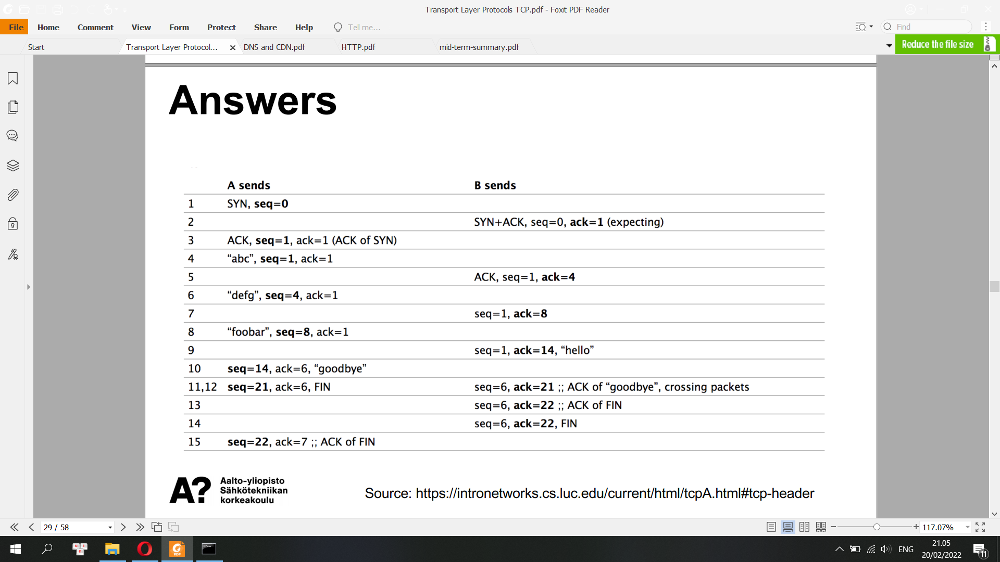 Transport Layer Protocols TCP.pdf - Foxit PDF Reader
File Home Comment View Form Protect Share Help Tell me... Find
Start Transport Layer Protocol... DNS and CDN.pdf HTTP.pdf mid-term-summary.pdf Reduce the file size
Answers
A sends B sends
1 SYN, seq=0
2 SYN+ACK, seq=0, ack=1 (expecting)
3 ACK, seq=1, ack=1 (ACK of SYN)
4 “abc”, seq=1, ack=1
5 ACK, seq=1, ack=4
6 “defg”, seq=4, ack=1
7 seq=1, ack=8
8 “foobar”, seq=8, ack=1
9 seq=1, ack=14, “hello”
10 seq=14, ack=6, “goodbye”
11,12 seq=21, ack=6, FIN seq=6, ack=21 ;; ACK of “goodbye”, crossing packets
13 seq=6, ack=22 ;; ACK of FIN
14 seq=6, ack=22, FIN
15 seq=22, ack=7 ;; ACK of FIN
A?
Aalto-yliopisto
Sähkötekniikan
korkeakoulu
Source: https://intronetworks.cs.luc.edu/current/html/tcpA.html#tcp-header
29 / 58 117.07%
u i n
PDF
ENG
21.05
20/02/2022
11